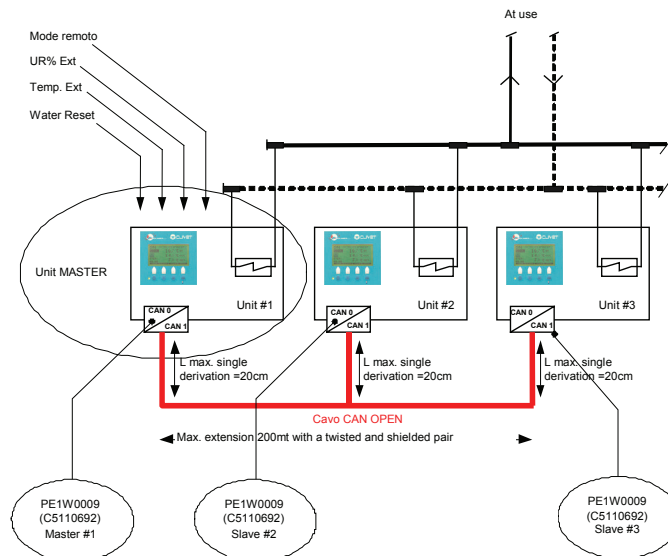 At use
Mode remoto
UR% Ext
Temp. Ext
Water Reset
Unit MASTER
CLIVET
CLIVET
CLIVET
Unit #1
Unit #2
Unit #3
CAN 0
CAN 1
CAN 0
CAN 1
CAN 0
CAN 1
L max. single
derivation =20cm
L max. single
derivation =20cm
L max. single
derivation =20cm
Cavo CAN OPEN
Max. extension 200mt with a twisted and shielded pair
PE1W0009
(C5110692)
Master #1
PE1W0009
(C5110692)
Slave #2
PE1W0009
(C5110692)
Slave #3